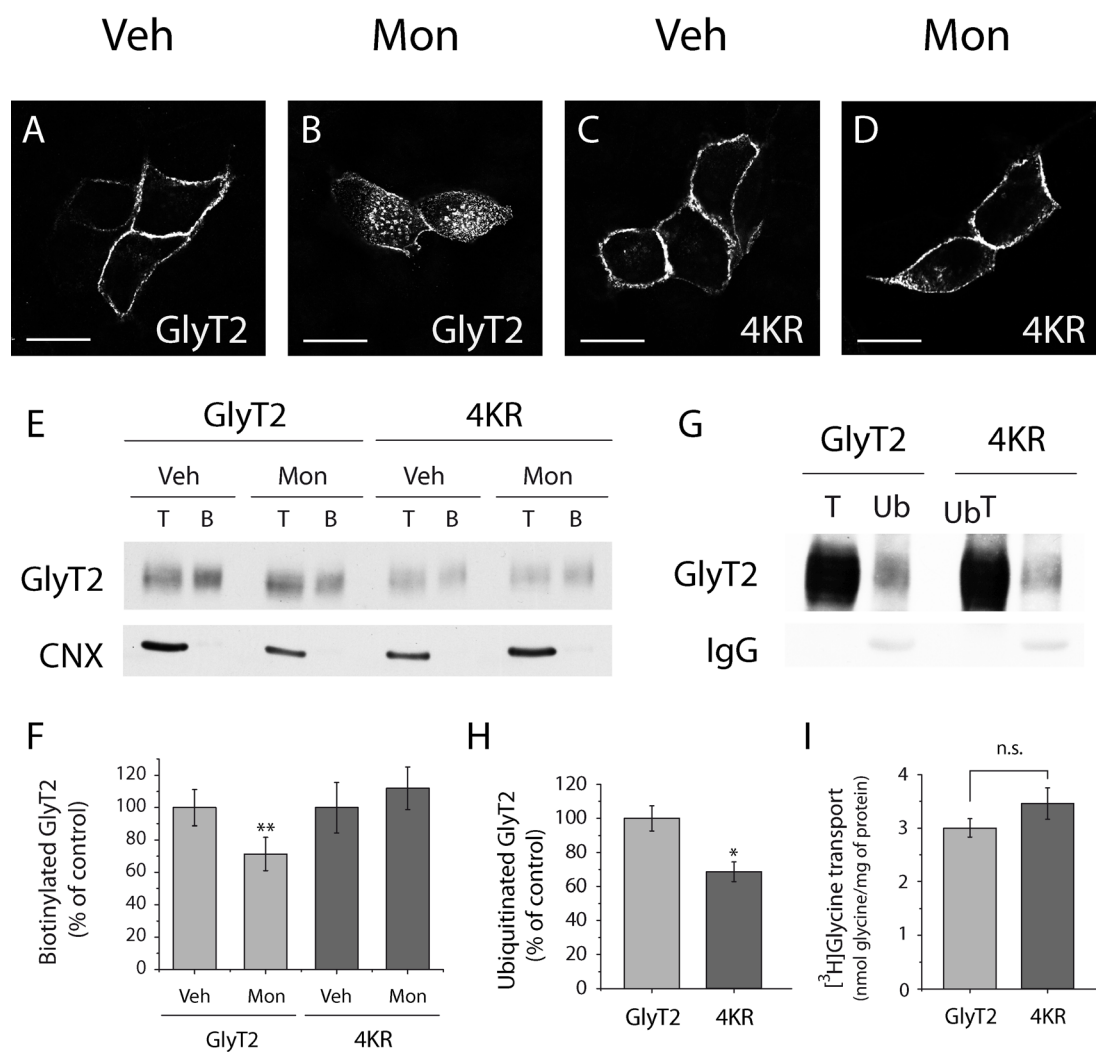 Veh Mon Veh Mon
A B C D
GlyT2 GlyT2 4KR 4KR
E
GlyT2 4KR
Veh Mon Veh Mon
T B T B T B T B
GlyT2
CNX
G
GlyT2 4KR
T Ub UbT
GlyT2
IgG
F
Biotinylated GlyT2
(% of control)
120
100
80
60
40
20
0
**
Veh Mon Veh Mon
GlyT2 4KR
H
Ubiquitinated GlyT2
(% of control)
120
100
80
60
40
20
0
*
GlyT2 4KR
I
[³H]Glycine transport
(nmol glycine/mg of protein)
4
3
2
1
0
n.s.
GlyT2 4KR